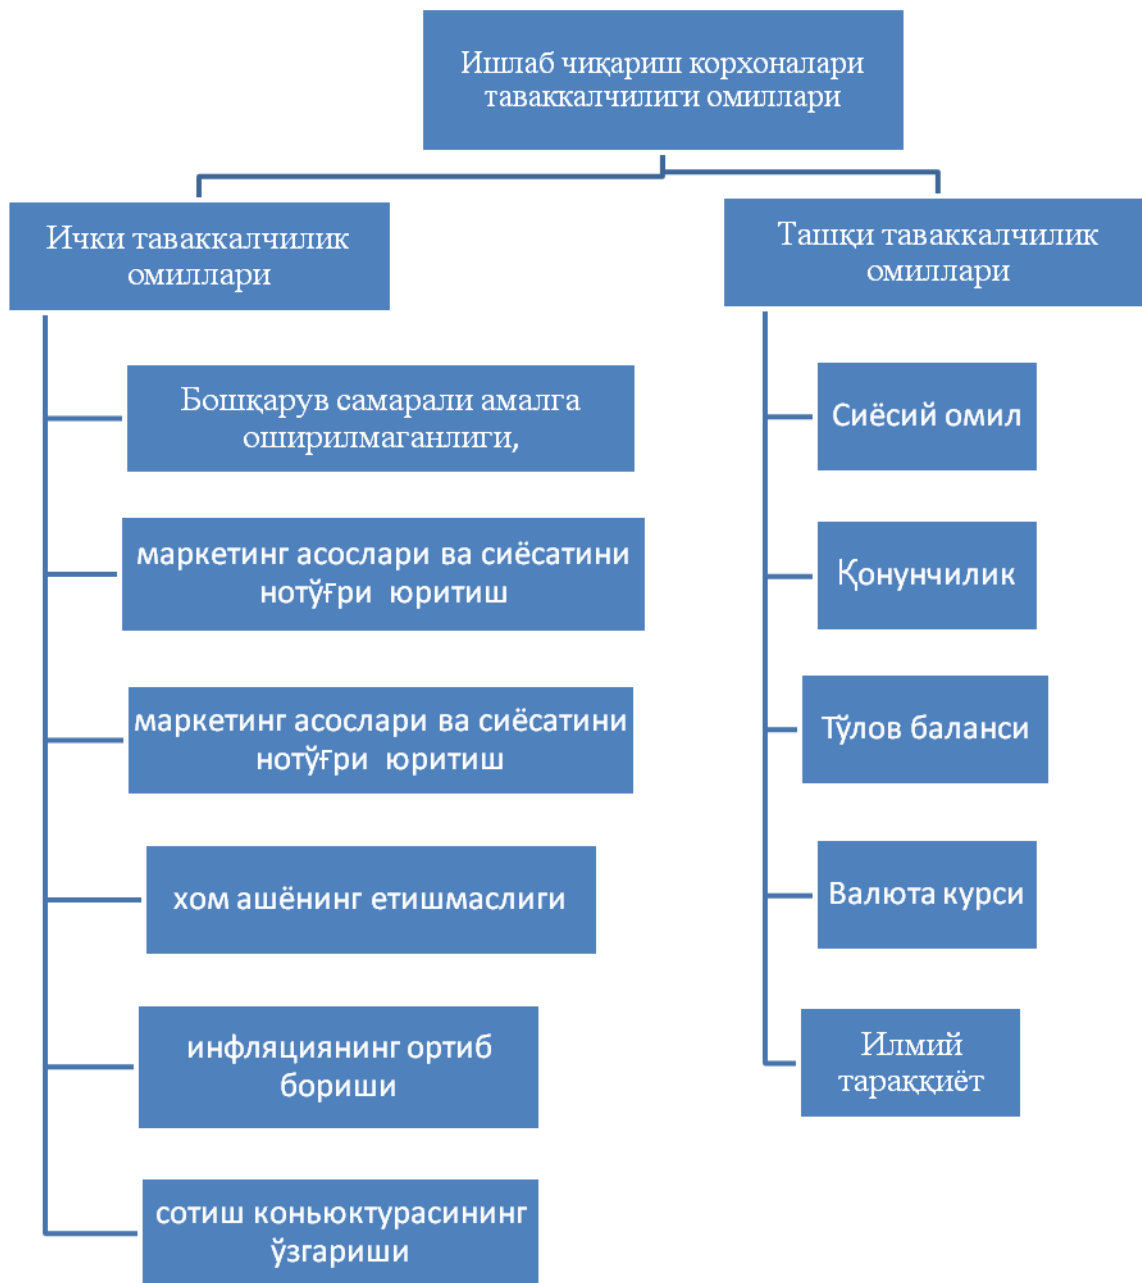 Ишлаб чиқариш корхоналари
таваккалчилиги омиллари
Ички таваккалчилик
омиллари
Бошқарув самарали амалга
оширилмаганлиги,
маркетинг асослари ва сиёсатини
нотўғри юритиш
маркетинг асослари ва сиёсатини
нотўғри юритиш
хом ашёнинг етишмаслиги
инфляциянинг ортиб
бориши
сотиш коньюктурасининг
ўзгариши
Ташқи таваккалчилик
омиллари
Сиёсий омил
Қонунчилик
Тўлов баланси
Валюта курси
Илмий
тараққиёт